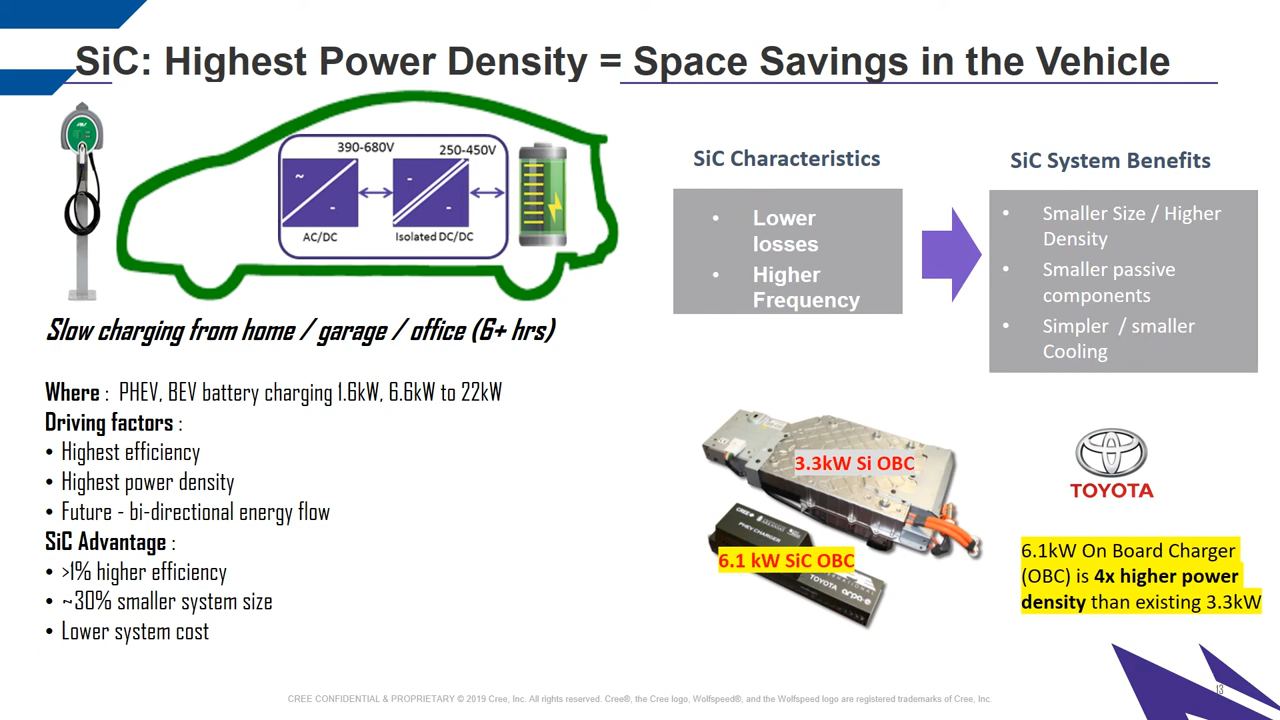 SiC: Highest Power Density = Space Savings in the Vehicle
390-680V
250-450V
~
-
-
-
AC/DC
Isolated DC/DC
Slow charging from home / garage / office (6+ hrs)
Where : PHEV, BEV battery charging 1.6kW, 6.6kW to 22kW
Driving factors :
• Highest efficiency
• Highest power density
• Future - bi-directional energy flow
SiC Advantage :
• >1% higher efficiency
• ~30% smaller system size
• Lower system cost
SiC Characteristics
• Lower
losses
• Higher
Frequency
SiC System Benefits
• Smaller Size / Higher
Density
• Smaller passive
components
• Simpler / smaller
Cooling
3.3kW Si OBC
CREE
PHEV CHARGER
6.1 kW SiC OBC
TOYOTA arpa-e
TOYOTA
6.1kW On Board Charger
(OBC) is 4x higher power
density than existing 3.3kW
CREE CONFIDENTIAL & PROPRIETARY © 2019 Cree, Inc. All rights reserved. Cree®, the Cree logo, Wolfspeed®, and the Wolfspeed logo are registered trademarks of Cree, Inc.
13